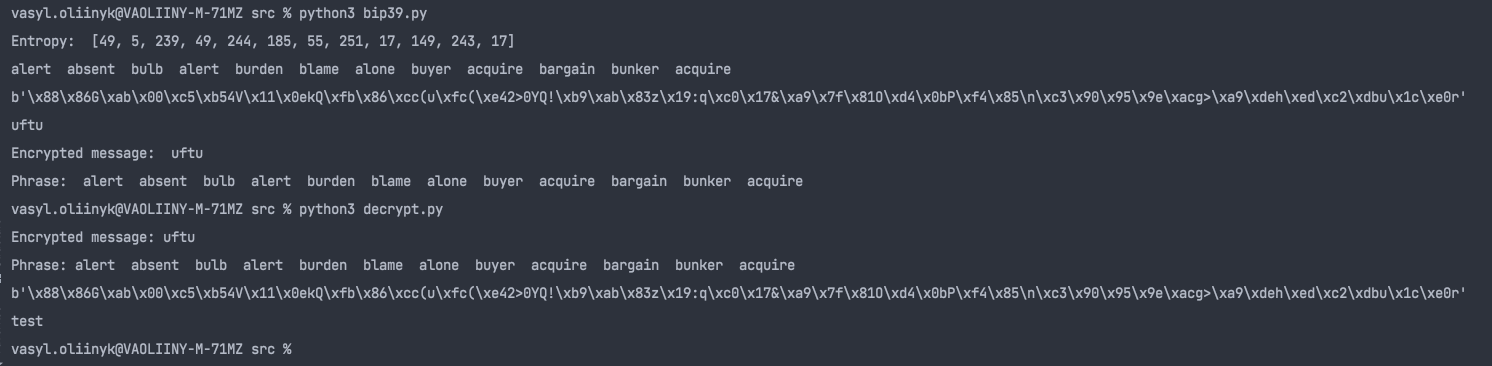 vasyl.oliinyk@VAOLIINY-M-71MZ src % python3 bip39.py
Entropy:  [49, 5, 239, 49, 244, 185, 55, 251, 17, 149, 243, 17]
alert  absent  bulb  alert  burden  blame  alone  buyer  acquire  bargain  bunker  acquire
b'\x88\x86G\xab\x00\xc5\xb54V\x11\x0ekQ\xfb\x86\xcc(u\xfc(\xe42>0YQ!\xb9\xab\x83z\x19:q\xc0\x17&\xa9\x7f\x81O\xd4\x0bP\xf4\x85\n\xc3\x90\x95\x9e\xacg>\xa9\xdeh\xed\xc2\xdbu\x1c\xe0r'
uftu
Encrypted message:  uftu
Phrase:  alert  absent  bulb  alert  burden  blame  alone  buyer  acquire  bargain  bunker  acquire
vasyl.oliinyk@VAOLIINY-M-71MZ src % python3 decrypt.py
Encrypted message: uftu
Phrase: alert  absent  bulb  alert  burden  blame  alone  buyer  acquire  bargain  bunker  acquire
b'\x88\x86G\xab\x00\xc5\xb54V\x11\x0ekQ\xfb\x86\xcc(u\xfc(\xe42>0YQ!\xb9\xab\x83z\x19:q\xc0\x17&\xa9\x7f\x81O\xd4\x0bP\xf4\x85\n\xc3\x90\x95\x9e\xacg>\xa9\xdeh\xed\xc2\xdbu\x1c\xe0r'
test
vasyl.oliinyk@VAOLIINY-M-71MZ src %